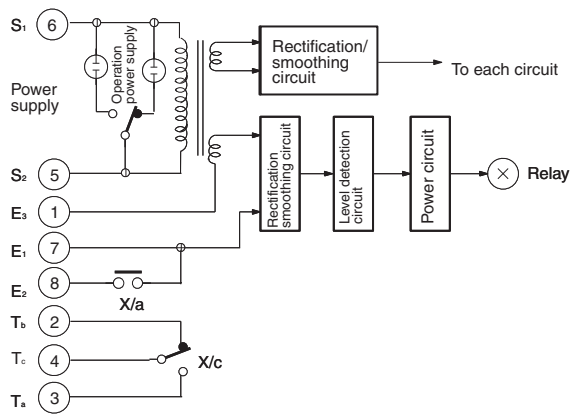 S₁ 6
Operation
power supply
Power
supply
Rectification/
smoothing
circuit
To each circuit
S₂ 5
E₃ 1
E₁ 7
E₂ 8
X/a
Rectification
smoothing circuit
Level detection
circuit
Power circuit
Relay
Tb 2
Tc 4
X/c
Ta 3